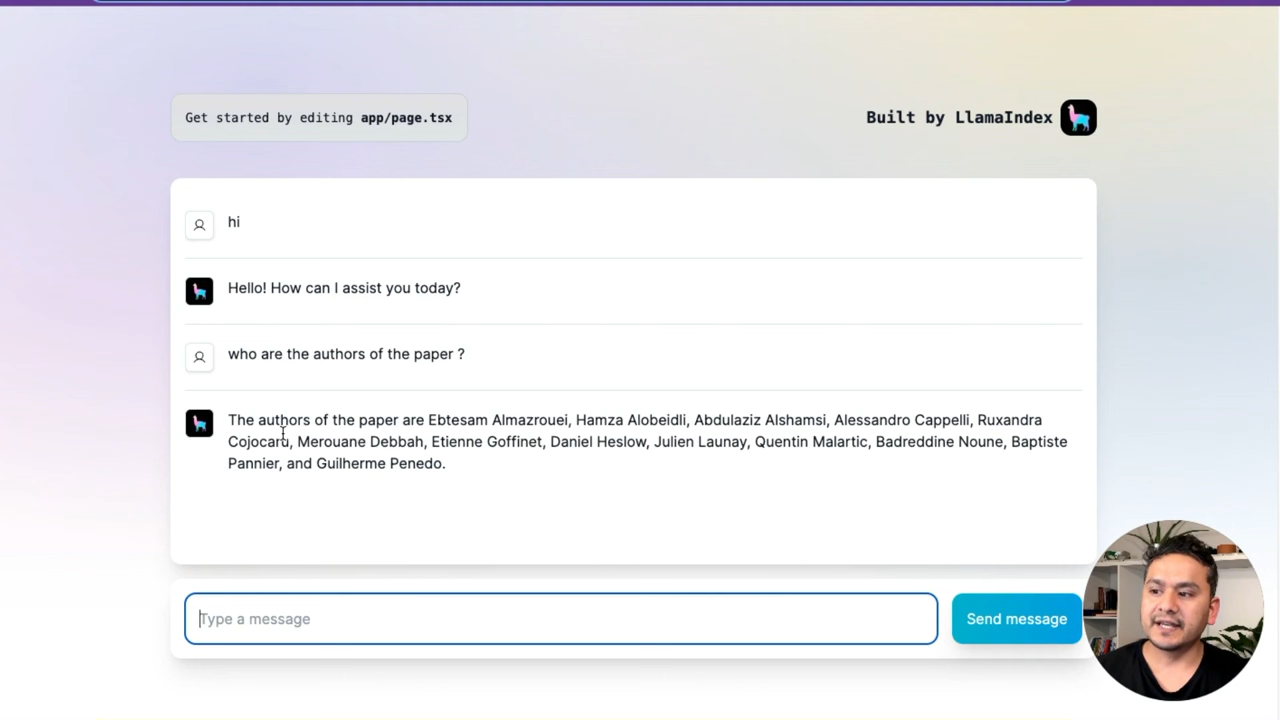 Get started by editing app/page.tsx
Built by LlamaIndex
hi
Hello! How can I assist you today?
who are the authors of the paper ?
The authors of the paper are Ebtesam Almazrouei, Hamza Alobeidli, Abdulaziz Alshamsi, Alessandro Cappelli, Ruxandra
Cojocaru, Merouane Debbah, Etienne Goffinet, Daniel Heslow, Julien Launay, Quentin Malartic, Badreddine Noune, Baptiste
Pannier, and Guilherme Penedo.
Type a message
Send message